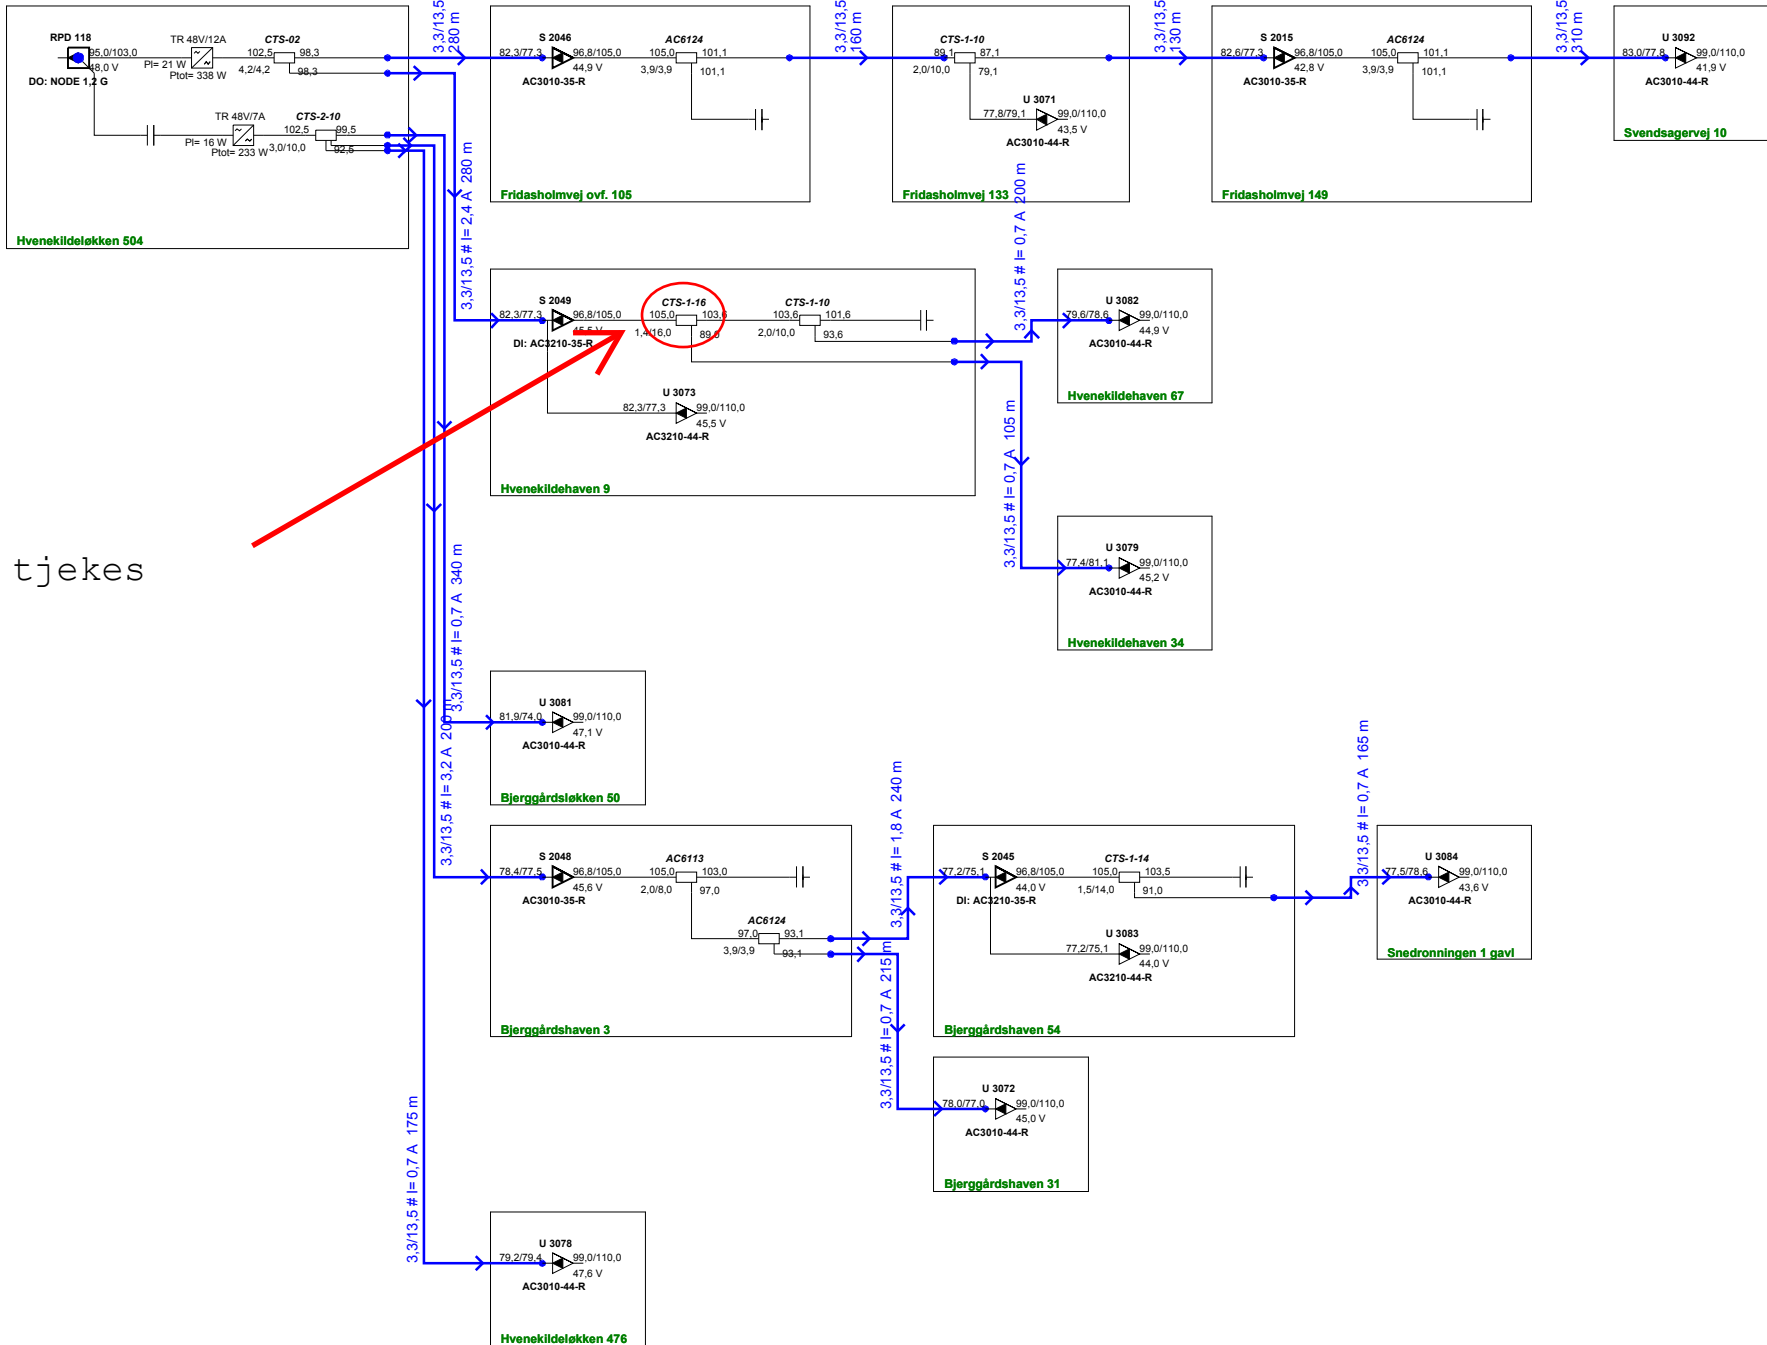 3,3/13,5
280 m
3,3/13,5
160 m
3,3/13,5
130 m
3,3/13,5
310 m
RPD 118
95,0/103,0
48,0 V
DO: NODE 1,2 G
TR 48V/12A
PI= 21 W
Ptot= 338 W
CTS-02
102,5
98,3
4,2/4,2
98,3
TR 48V/7A
PI= 16 W
Ptot= 233 W
CTS-2-10
102,5
99,5
3,0/10,0
92,5
Hvenekildeløkken 504
S 2046
82,3/77,3
96,8/105,0
44,9 V
AC3010-35-R
AC6124
105,0
101,1
3,9/3,9
101,1
Fridasholmvej ovf. 105
CTS-1-10
89,1
87,1
2,0/10,0
79,1
U 3071
77,8/79,1
99,0/110,0
43,5 V
AC3010-44-R
Fridasholmvej 133
S 2015
82,6/77,3
96,8/105,0
42,8 V
AC3010-35-R
AC6124
105,0
101,1
3,9/3,9
101,1
Fridasholmvej 149
U 3092
83,0/77,8
99,0/110,0
41,9 V
AC3010-44-R
Svendsagervej 10
3,3/13,5 # I= 2,4 A  280 m
S 2049
82,3/77,3
96,8/105,0
45,5 V
DI: AC3210-35-R
CTS-1-16
105,0
103,6
1,4/16,0
89,0
CTS-1-10
103,6
101,6
2,0/10,0
93,6
U 3073
82,3/77,3
99,0/110,0
45,5 V
AC3210-44-R
Hvenekildehaven 9
3,3/13,5 # I= 0,7 A  200 m
U 3082
79,6/78,6
99,0/110,0
44,9 V
AC3010-44-R
Hvenekildehaven 67
3,3/13,5 # I= 0,7 A  105 m
U 3079
77,4/81,1
99,0/110,0
45,2 V
AC3010-44-R
Hvenekildehaven 34
tjekes
3,3/13,5 # I= 0,7 A  340 m
U 3081
81,9/74,0
99,0/110,0
47,1 V
AC3010-44-R
Bjerggårdsløkken 50
3,3/13,5 # I= 3,2 A  200 m
S 2048
78,4/77,5
96,8/105,0
45,6 V
AC3010-35-R
AC6113
105,0
103,0
2,0/8,0
97,0
AC6124
97,0
93,1
3,9/3,9
93,1
Bjerggårdshaven 3
3,3/13,5 # I= 1,8 A  240 m
S 2045
77,2/75,1
96,8/105,0
44,0 V
DI: AC3210-35-R
CTS-1-14
105,0
103,5
1,5/14,0
91,0
U 3083
77,2/75,1
99,0/110,0
44,0 V
AC3210-44-R
Bjerggårdshaven 54
3,3/13,5 # I= 0,7 A  165 m
U 3084
77,5/78,6
99,0/110,0
43,6 V
AC3010-44-R
Snedronningen 1 gavl
3,3/13,5 # I= 0,7 A  215 m
U 3072
78,0/77,0
99,0/110,0
45,0 V
AC3010-44-R
Bjerggårdshaven 31
3,3/13,5 # I= 0,7 A  175 m
U 3078
79,2/79,4
99,0/110,0
47,6 V
AC3010-44-R
Hvenekildeløkken 476